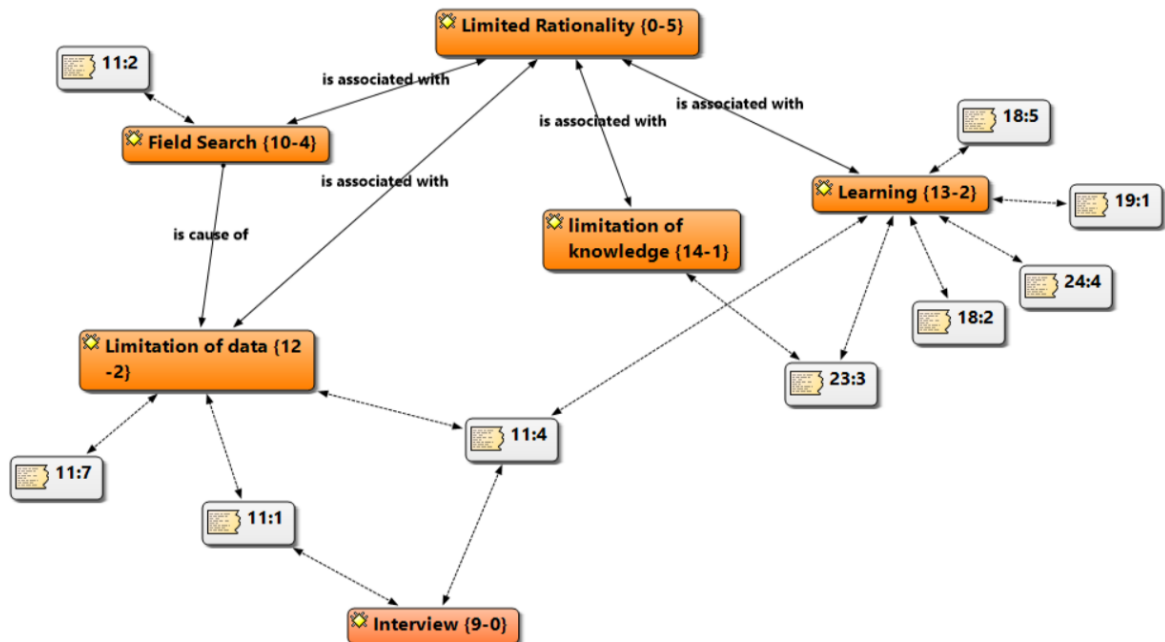 Limited Rationality {0-5}
11:2
is associated with
is associated with
18:5
is associated with
Field Search {10-4}
is associated with
Learning {13-2}
19:1
limitation of
knowledge {14-1}
is cause of
24:4
18:2
Limitation of data {12
-2}
23:3
11:4
11:7
11:1
Interview {9-0}